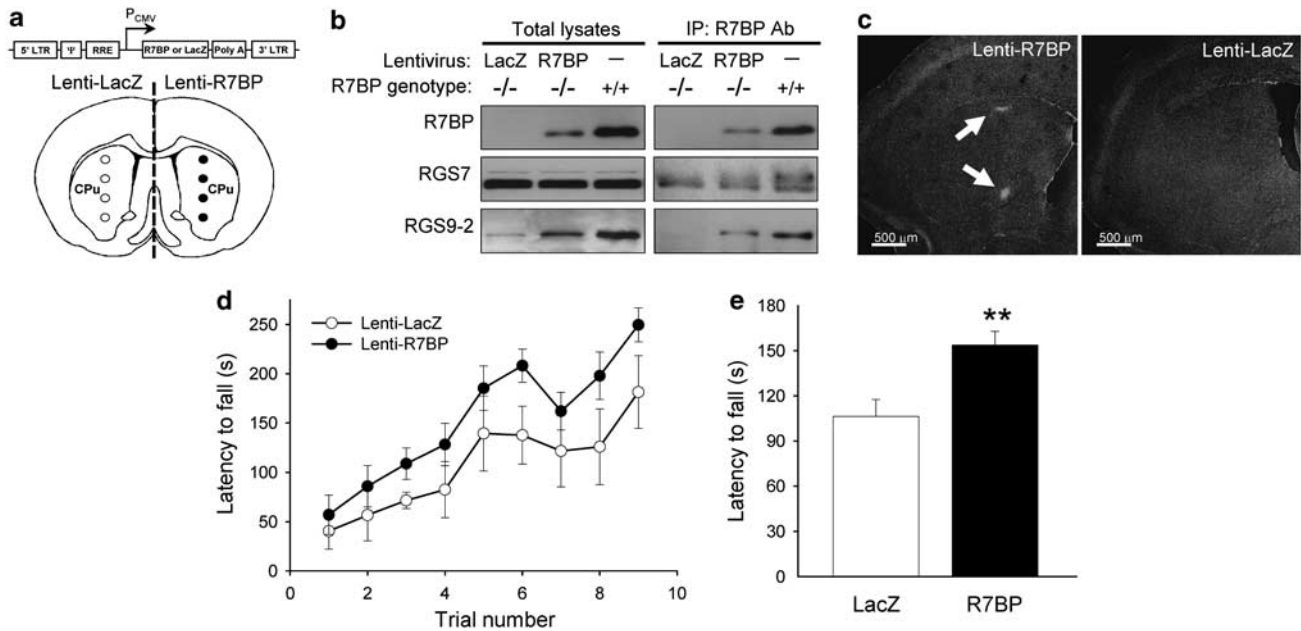 a
P_CMV
5' LTR Ψ RRE R7BP or LacZ Poly A 3' LTR
Lenti-LacZ Lenti-R7BP
CPu CPu
b
Total lysates IP: R7BP Ab
Lentivirus: LacZ R7BP – LacZ R7BP –
R7BP genotype: -/- -/- +/+ -/- -/- +/+
R7BP
RGS7
RGS9-2
c
Lenti-R7BP Lenti-LacZ
500 µm 500 µm
d
Latency to fall (s)
250
200
150
100
50
0
Lenti-LacZ
Lenti-R7BP
0 2 4 6 8 10
Trial number
e
Latency to fall (s)
180
150
120
90
60
30
0
**
LacZ R7BP